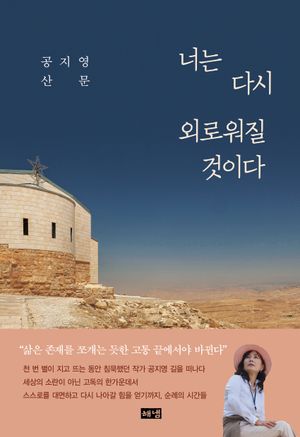 공지영
산문
너는
다시
외로워질
것이다
“삶은 존재를 쪼개는 듯한 고통 끝에서야 바뀐다”
천 번 별이 지고 뜨는 동안 침묵했던 작가 공지영 길을 떠나다
세상의 소란이 아닌 고독의 한가운데서
스스로를 대면하고 다시 나아갈 힘을 얻기까지, 순례의 시간들
해냄